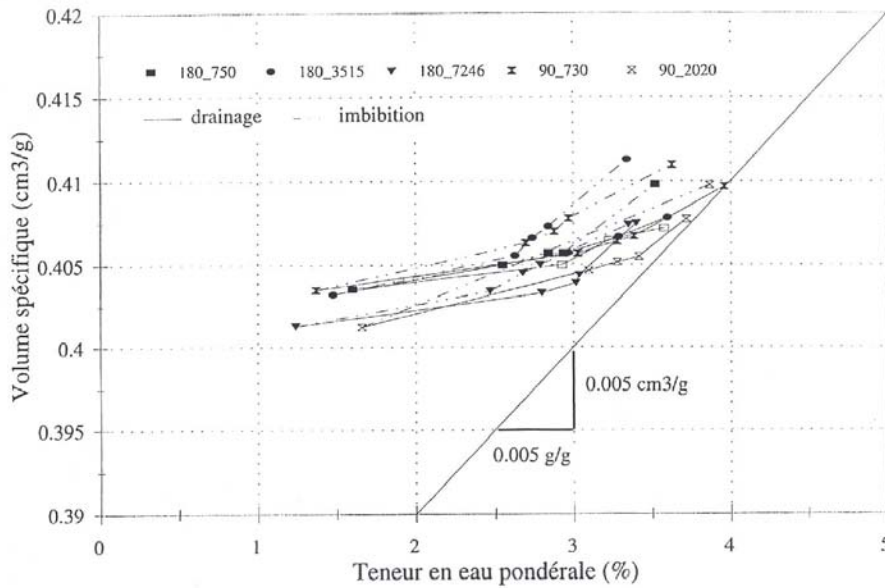 0.42
0.415
0.41
0.405
0.4
0.395
0.39
Volume spécifique (cm3/g)
180_750 180_3515 180_7246 90_730 90_2020
drainage imbibition
0.005 cm3/g
0.005 g/g
0 1 2 3 4 5
Teneur en eau pondérale (%)